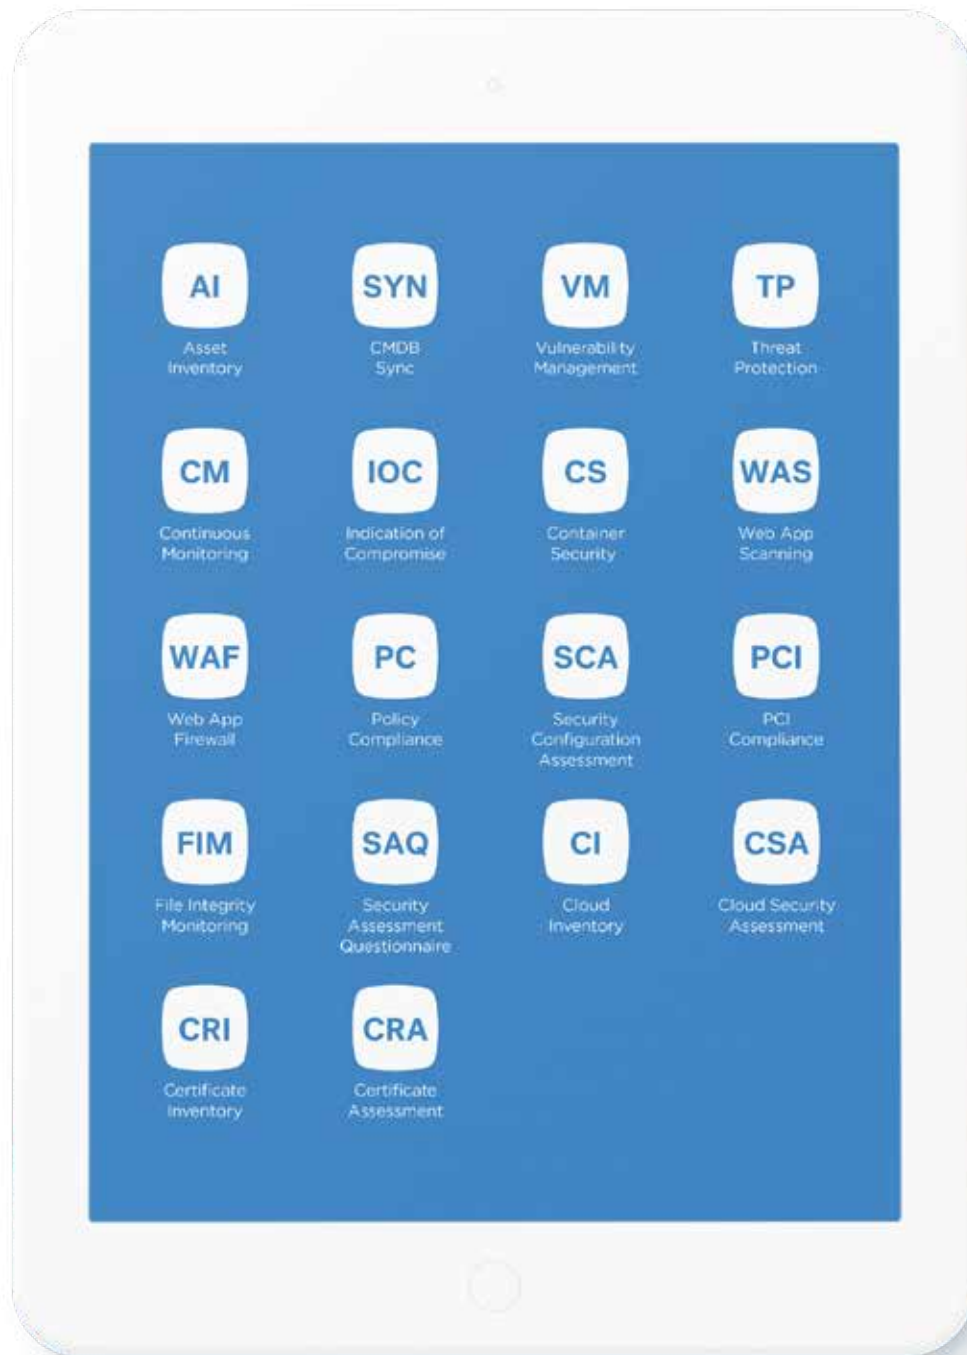 AI
Asset
Inventory
SYN
CMDB
Sync
VM
Vulnerability
Management
TP
Threat
Protection
CM
Continuous
Monitoring
IOC
Indication of
Compromise
CS
Container
Security
WAS
Web App
Scanning
WAF
Web App
Firewall
PC
Policy
Compliance
SCA
Security
Configuration
Assessment
PCI
PCI
Compliance
FIM
File Integrity
Monitoring
SAQ
Security
Assessment
Questionnaire
CI
Cloud
Inventory
CSA
Cloud Security
Assessment
CRI
Certificate
Inventory
CRA
Certificate
Assessment